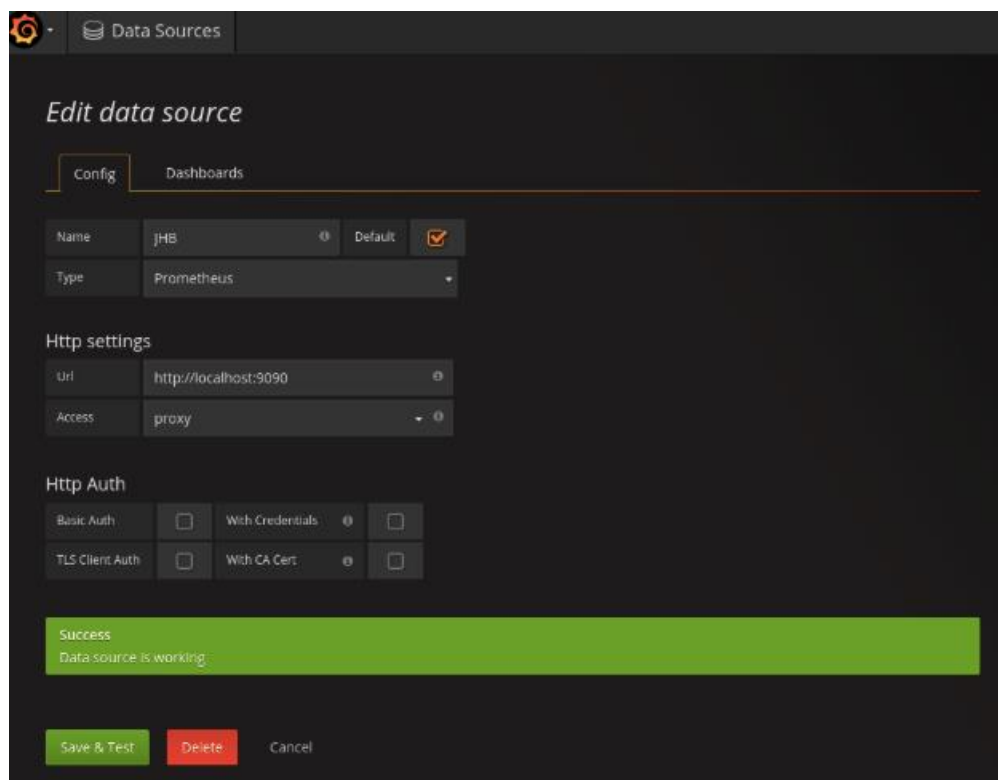 Data Sources
Edit data source
Config Dashboards
Name JHB Default
Type Prometheus
Http settings
Url http://localhost:9090
Access proxy
Http Auth
Basic Auth With Credentials
TLS Client Auth With CA Cert
Success
Data source is working
Save & Test Delete Cancel